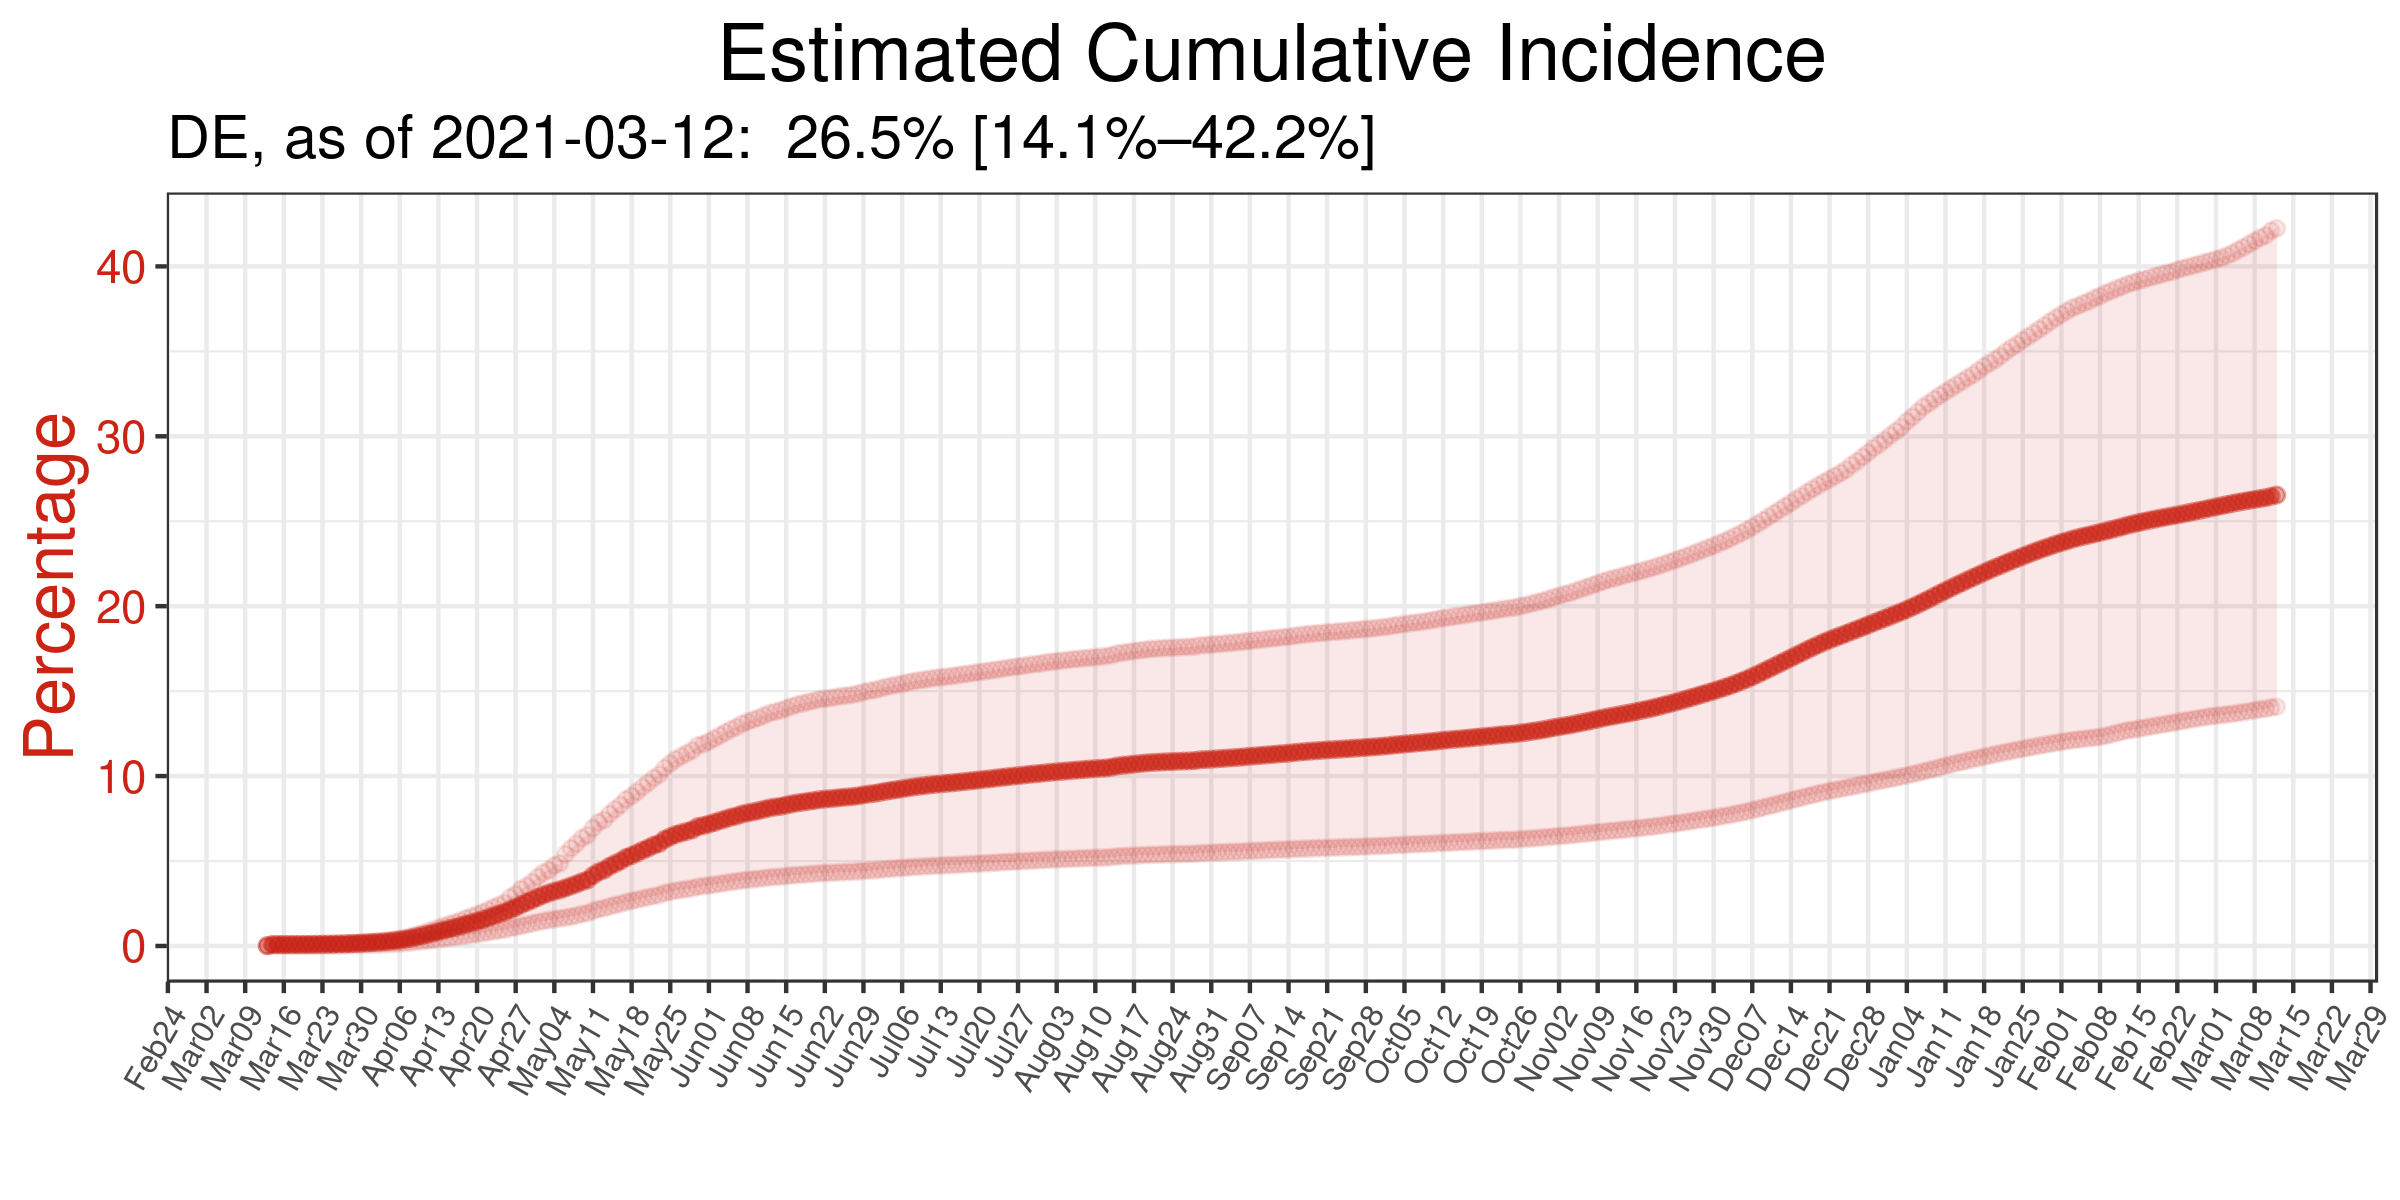 Estimated Cumulative Incidence
DE, as of 2021-03-12:  26.5% [14.1%–42.2%]
Percentage
40
30
20
10
0
Feb24
Mar02
Mar09
Mar16
Mar23
Mar30
Apr06
Apr13
Apr20
Apr27
May04
May11
May18
May25
Jun01
Jun08
Jun15
Jun22
Jun29
Jul06
Jul13
Jul20
Jul27
Aug03
Aug10
Aug17
Aug24
Aug31
Sep07
Sep14
Sep21
Sep28
Oct05
Oct12
Oct19
Oct26
Nov02
Nov09
Nov16
Nov23
Nov30
Dec07
Dec14
Dec21
Dec28
Jan04
Jan11
Jan18
Jan25
Feb01
Feb08
Feb15
Feb22
Mar01
Mar08
Mar15
Mar22
Mar29